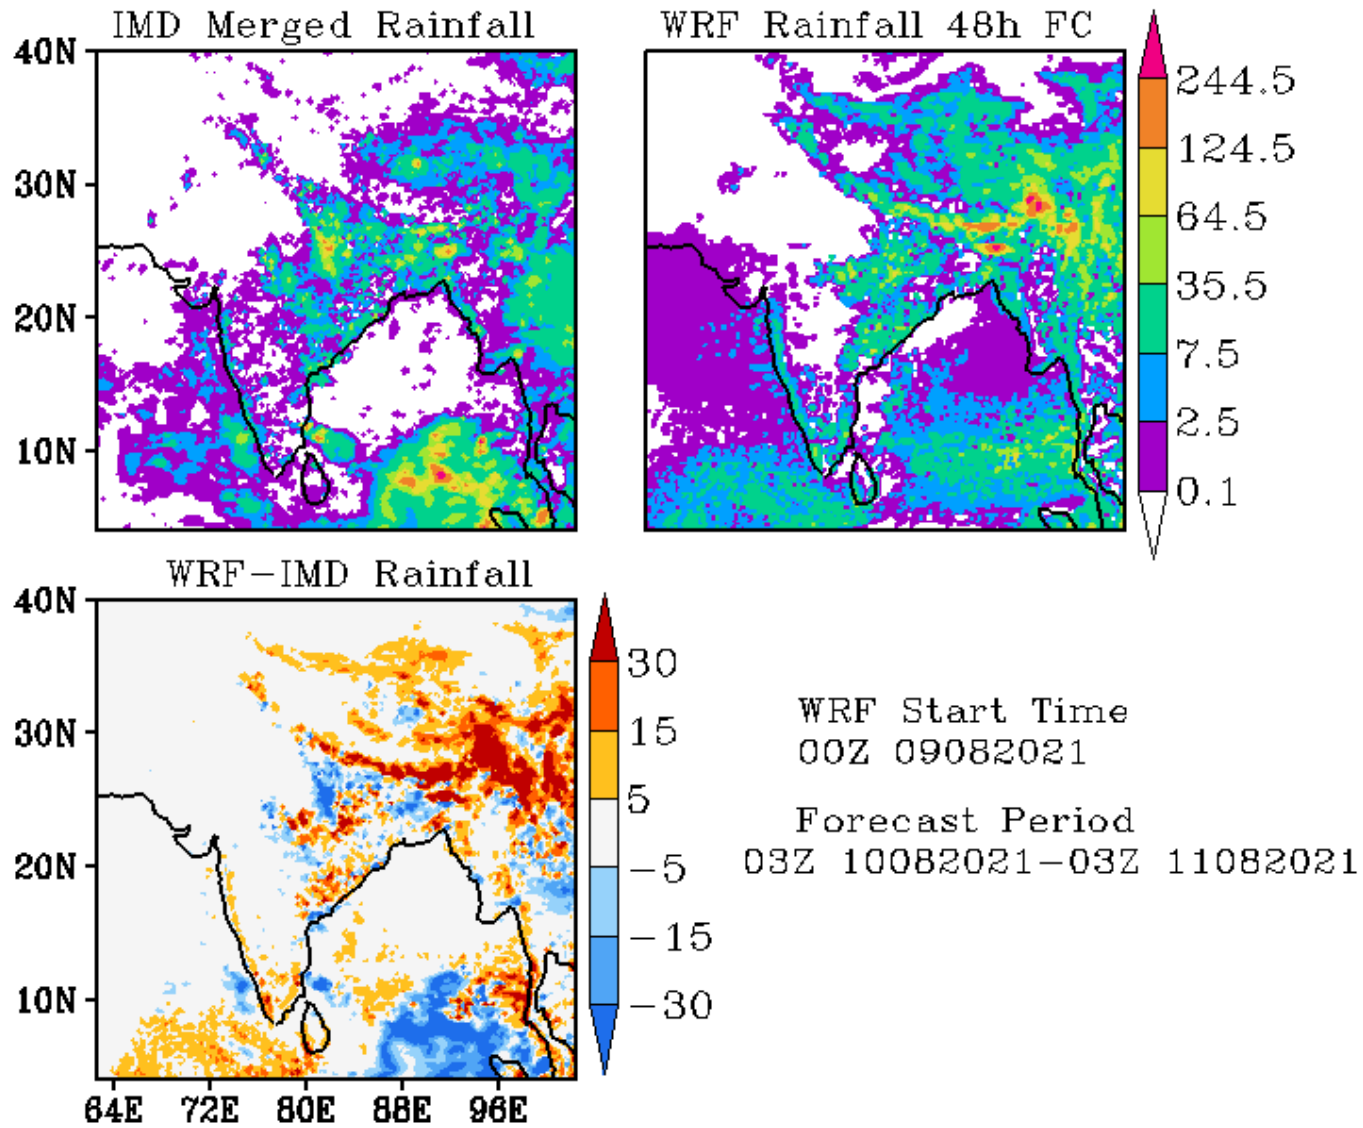 IMD Merged Rainfall
WRF Rainfall 48h FC
40N
30N
20N
10N
244.5
124.5
64.5
35.5
7.5
2.5
0.1
WRF-IMD Rainfall
40N
30N
20N
10N
64E 72E 80E 88E 96E
30
15
5
-5
-15
-30
WRF Start Time
00Z 09082021
Forecast Period
03Z 10082021-03Z 11082021